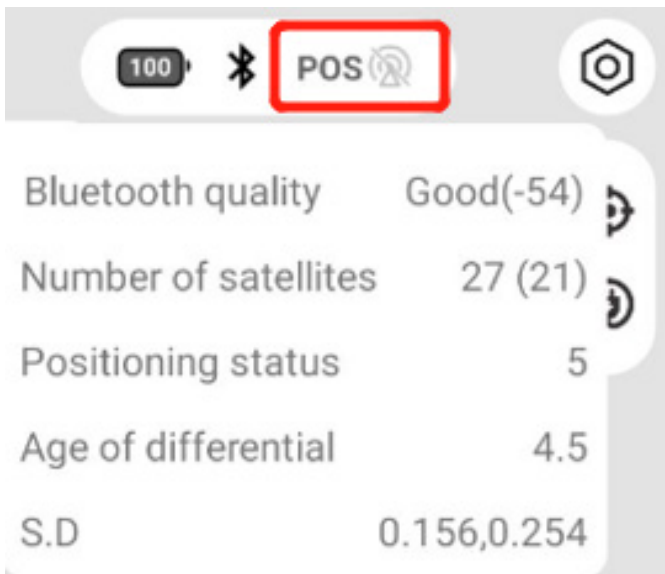 100 POS
Bluetooth quality Good(-54)
Number of satellites 27 (21)
Positioning status 5
Age of differential 4.5
S.D 0.156,0.254